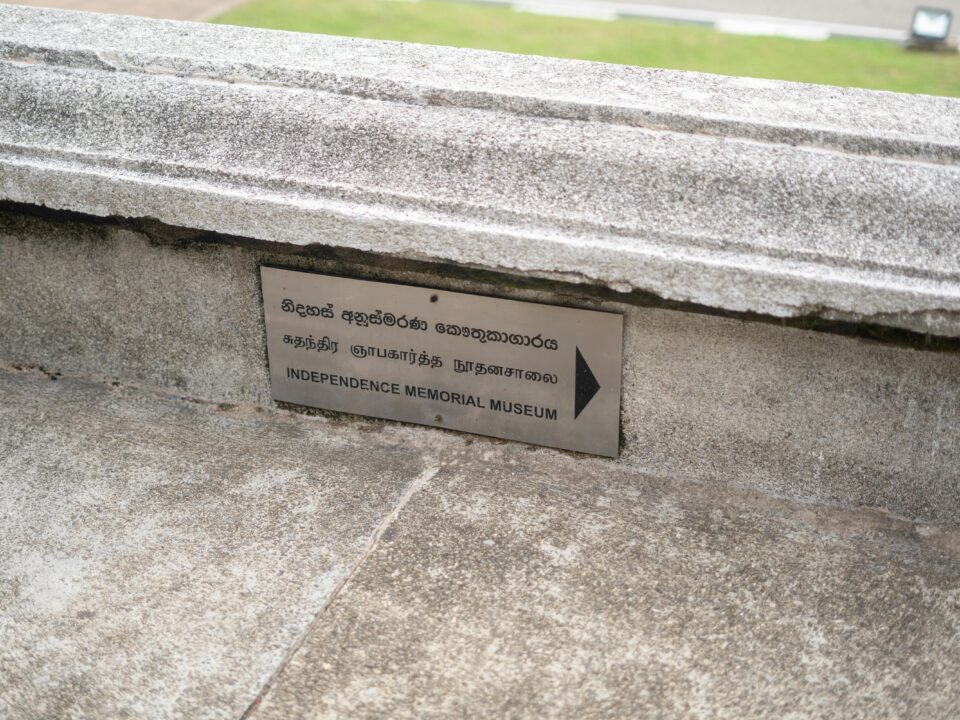 නිදහස් අනුස්මරණ කෞතුකාගාරය
சுதந்திர ஞாபகார்த்த நூதனசாலை
INDEPENDENCE MEMORIAL MUSEUM